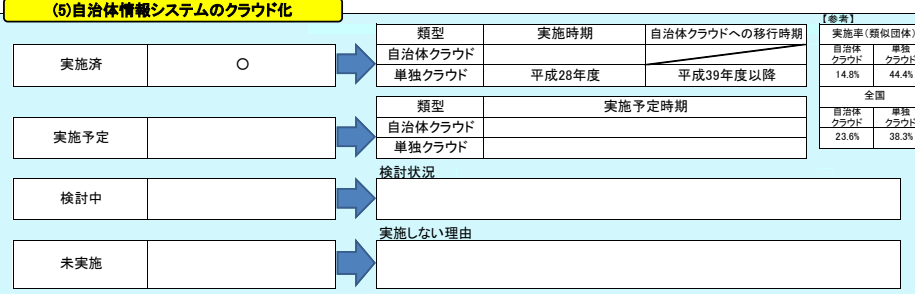 (5)自治体情報システムのクラウド化
【参考】
類型 実施時期 自治体クラウドへの移行時期
実施率(類似団体)
実施済 ○
自治体クラウド
単独クラウド 平成28年度 平成39年度以降
自治体クラウド 単独クラウド
14.8% 44.4%
全国
自治体クラウド 単独クラウド
23.6% 38.3%
類型 実施予定時期
実施予定
自治体クラウド
単独クラウド
検討状況
検討中
実施しない理由
未実施